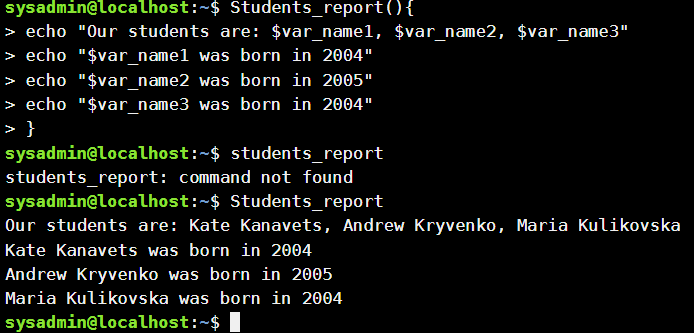 sysadmin@localhost:~$ Students_report(){
> echo "Our students are: $var_name1, $var_name2, $var_name3"
> echo "$var_name1 was born in 2004"
> echo "$var_name2 was born in 2005"
> echo "$var_name3 was born in 2004"
> }
sysadmin@localhost:~$ students_report
students_report: command not found
sysadmin@localhost:~$ Students_report
Our students are: Kate Kanavets, Andrew Kryvenko, Maria Kulikovska
Kate Kanavets was born in 2004
Andrew Kryvenko was born in 2005
Maria Kulikovska was born in 2004
sysadmin@localhost:~$